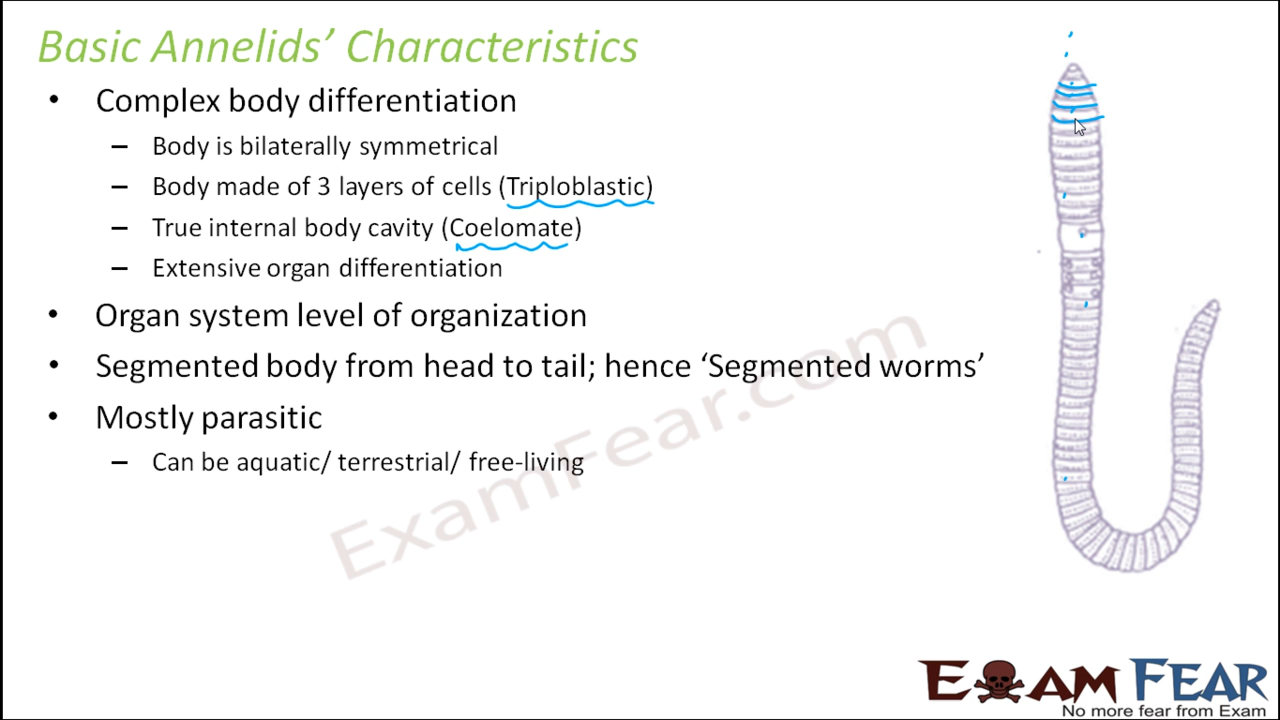 Basic Annelids’ Characteristics
• Complex body differentiation
– Body is bilaterally symmetrical
– Body made of 3 layers of cells (Triploblastic)
– True internal body cavity (Coelomate)
– Extensive organ differentiation
• Organ system level of organization
• Segmented body from head to tail; hence ‘Segmented worms’
• Mostly parasitic
– Can be aquatic/ terrestrial/ free-living
ExamFear.com
EXAM FEAR
No more fear from Exam